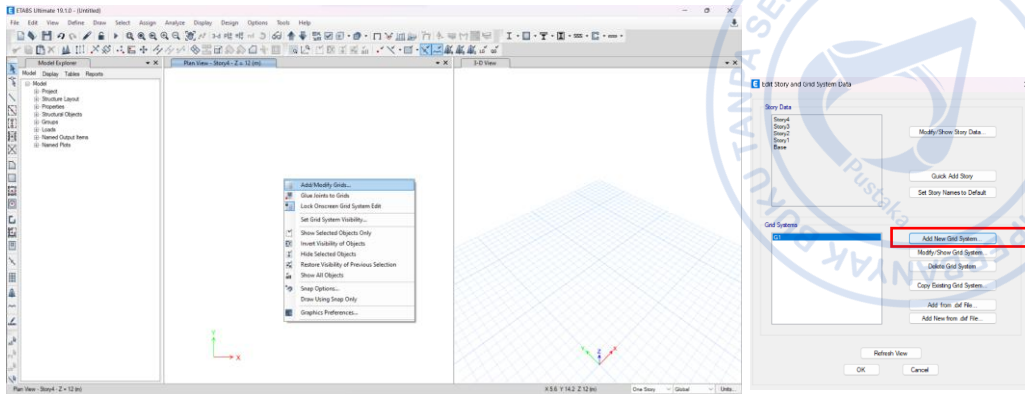 ETABS Ultimate 19.1.0 - (Untitled)
File Edit View Define Draw Select Assign Analyze Display Design Options Tools Help
Model Explorer
Plan View - Story4 - Z = 12 (m)
3-D View
Model Display Tables Reports
Model
Project
Structure Layout
Properties
Structural Objects
Groups
Loads
Named Output Items
Named Plots
Add/Modify Grids...
Glue Joints to Grids
Lock Onscreen Grid System Edit
Set Grid System Visibility...
Show Selected Objects Only
Invert Visibility of Objects
Hide Selected Objects
Restore Visibility of Previous Selection
Show All Objects
Snap Options...
Draw Using Snap Only
Graphics Preferences...
Y
X
Y Z X
Plan View - Story4 - Z = 12 (m)
X 5.6 Y 14.2 Z 12 (m)
One Story
Global
Units...
Edit Story and Grid System Data
Story Data
Story4
Story3
Story2
Story1
Base
Modify/Show Story Data...
Quick Add Story
Set Story Names to Default
Grid Systems
G1
Add New Grid System...
Modify/Show Grid System...
Delete Grid System
Copy Existing Grid System...
Add from .dxf File...
Add New from .dxf File...
Refresh View
OK
Cancel
Pustaka
BUKU TANPA